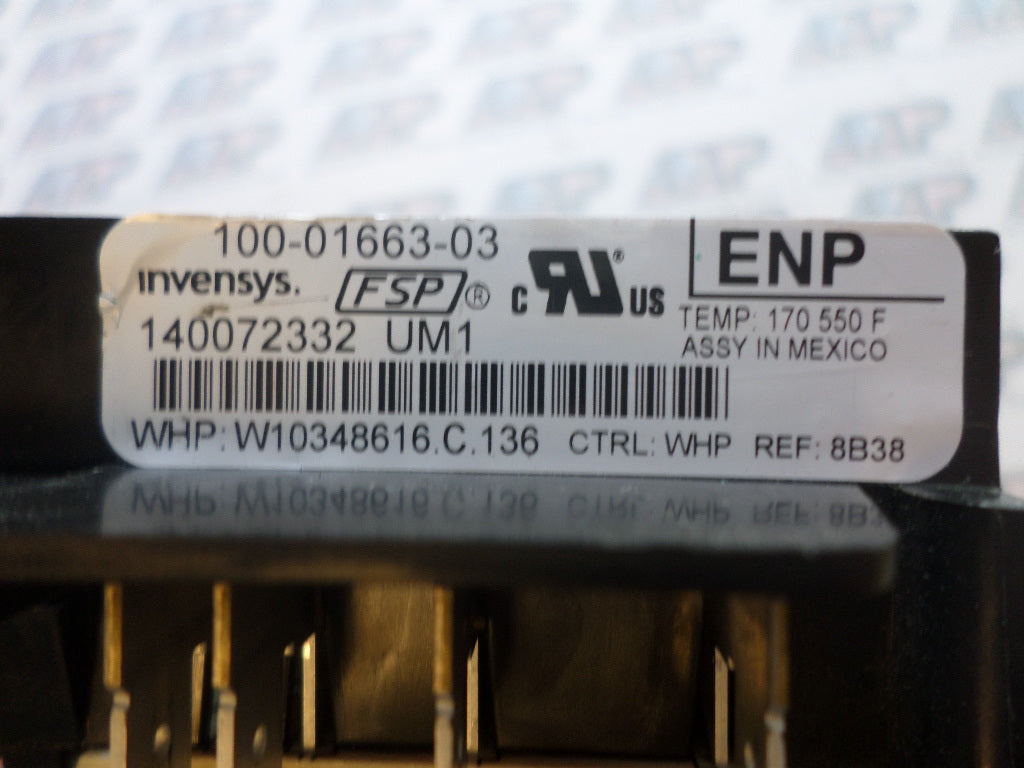 100-01663-03
invensys. FSP®
C RU® US
ENP
140072332 UM1
TEMP: 170 550 F
ASSY IN MEXICO
WHP: W10348616.C.136 CTRL: WHP REF: 8B38